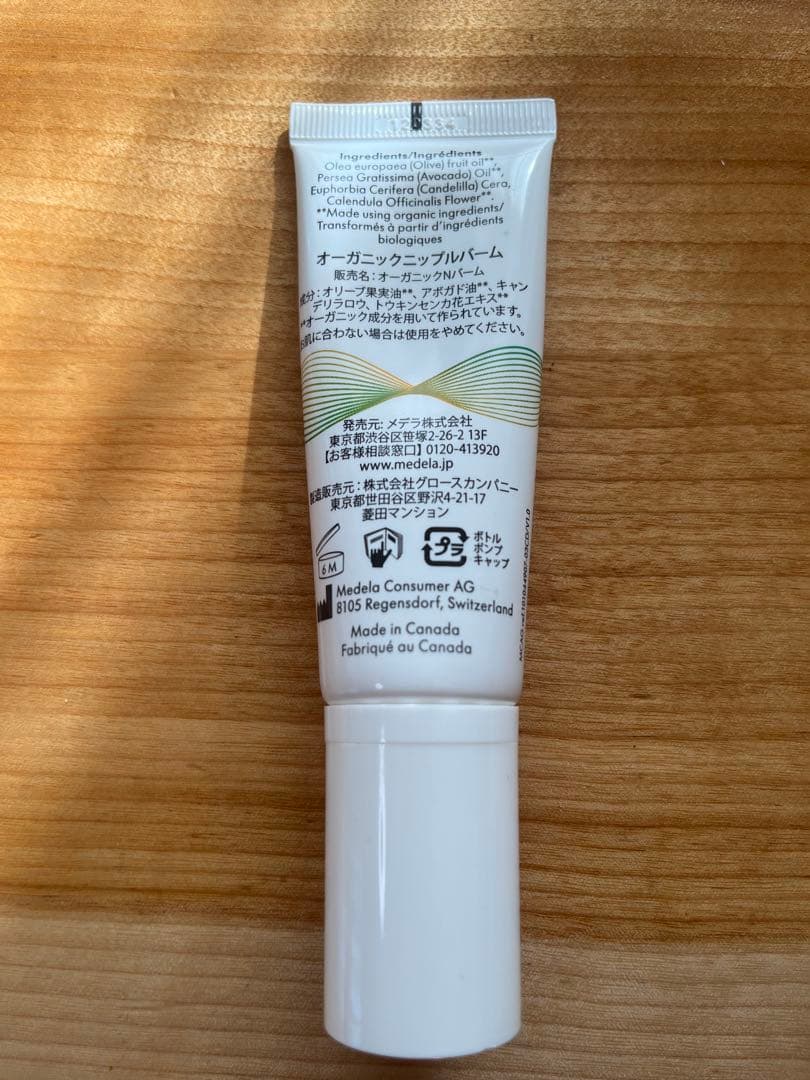 Ingredients/Ingrédients
Olea europaea (Olive) fruit oil**,
Persea Gratissima (Avocado) Oil**,
Euphorbia Cerifera (Candelilla) Cera,
Calendula Officinalis Flower**.
**Made using organic ingredients/
Transformés à partir d'ingrédients
biologiques
オーガニックニップルバーム
販売名：オーガニックNバーム
成分：オリーブ果実油**、アボガド油**、キャン
デリラロウ、トウキンセンカ花エキス**
**オーガニック成分を用いて作られています。
お肌に合わない場合は使用をやめてください。
発売元: メデラ株式会社
東京都渋谷区笹塚2-26-2 13F
【お客様相談窓口】0120-413920
www.medela.jp
製造販売元：株式会社グロースカンパニー
東京都世田谷区野沢4-21-17
菱田マンション
6 M
プラ
ボトル
ポンプ
キャップ
Medela Consumer AG
8105 Regensdorf, Switzerland
Made in Canada
Fabriqué au Canada